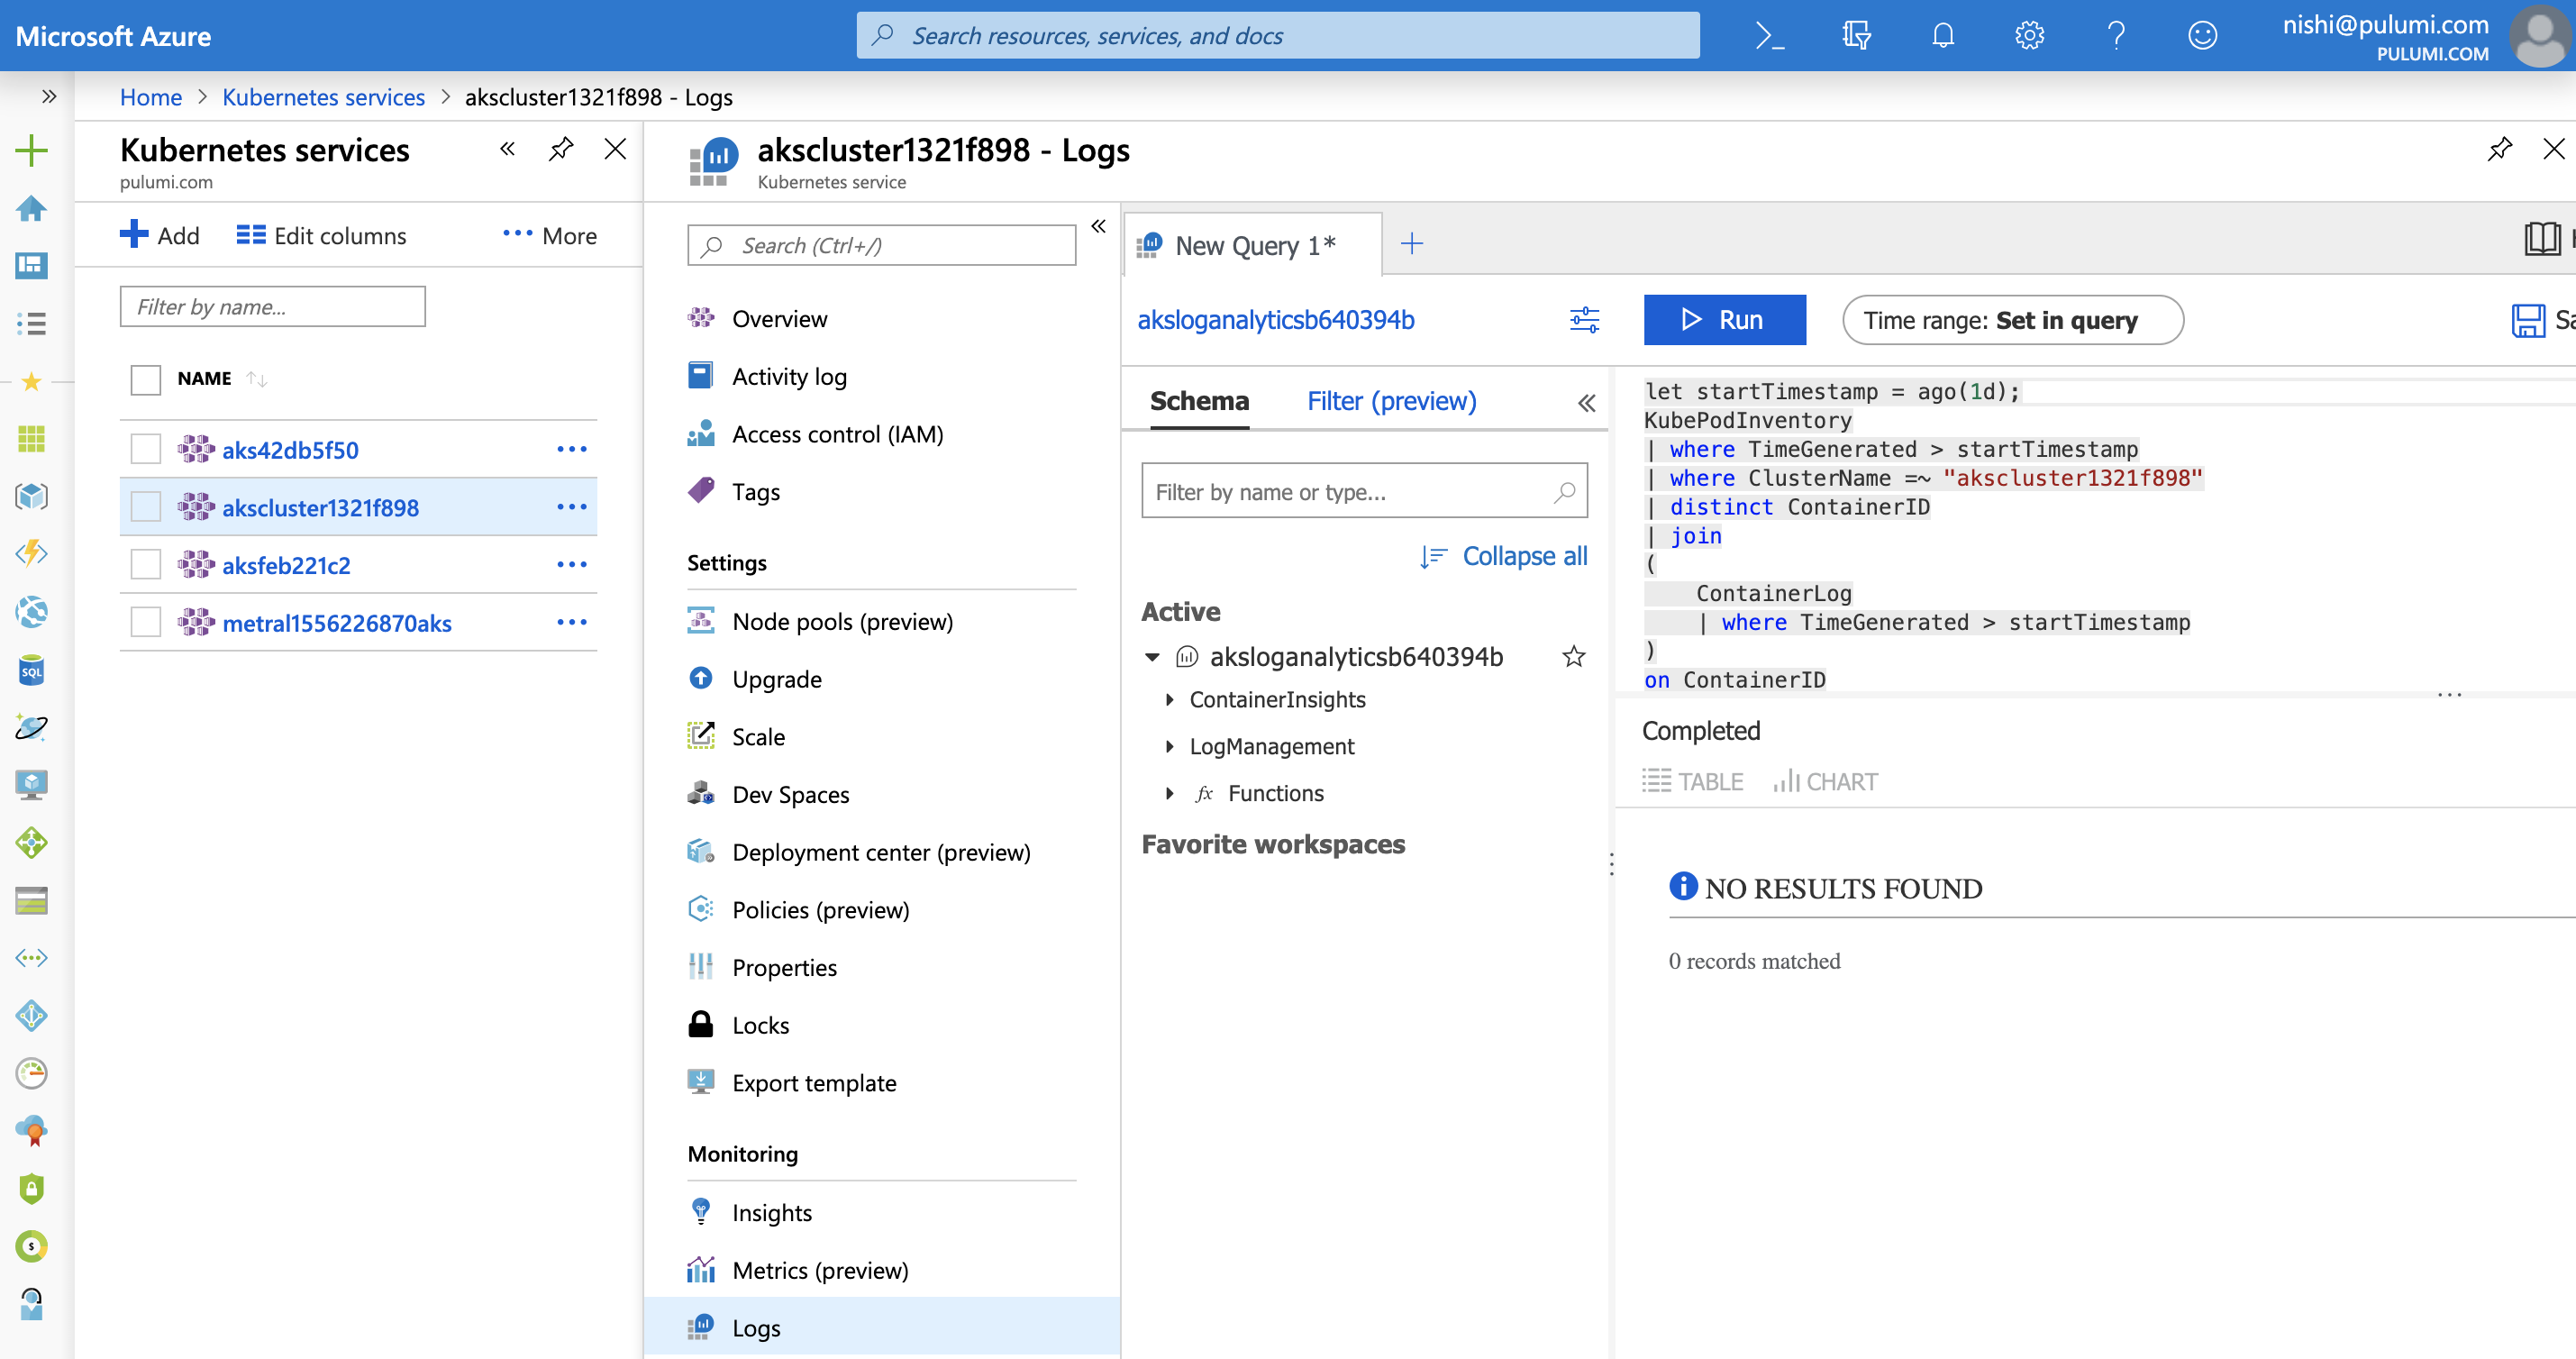 Microsoft Azure
Search resources, services, and docs
nishi@pulumi.com
PULUMI.COM
Home > Kubernetes services > akscluster1321f898 - Logs
Kubernetes services
pulumi.com
Add
Edit columns
More
Filter by name...
NAME
aks42db5f50
akscluster1321f898
aksfeb221c2
metral1556226870aks
akscluster1321f898 - Logs
Kubernetes service
Search (Ctrl+/)
Overview
Activity log
Access control (IAM)
Tags
Settings
Node pools (preview)
Upgrade
Scale
Dev Spaces
Deployment center (preview)
Policies (preview)
Properties
Locks
Export template
Monitoring
Insights
Metrics (preview)
Logs
New Query 1*
aksloganalyticsb640394b
Run
Time range: Set in query
Sa
Schema
Filter (preview)
Filter by name or type...
Collapse all
Active
aksloganalyticsb640394b
ContainerInsights
LogManagement
fx Functions
Favorite workspaces
let startTimestamp = ago(1d);
KubePodInventory
| where TimeGenerated > startTimestamp
| where ClusterName =~ "akscluster1321f898"
| distinct ContainerID
| join
(
    ContainerLog
    | where TimeGenerated > startTimestamp
)
on ContainerID
Completed
TABLE
CHART
NO RESULTS FOUND
0 records matched
SQL